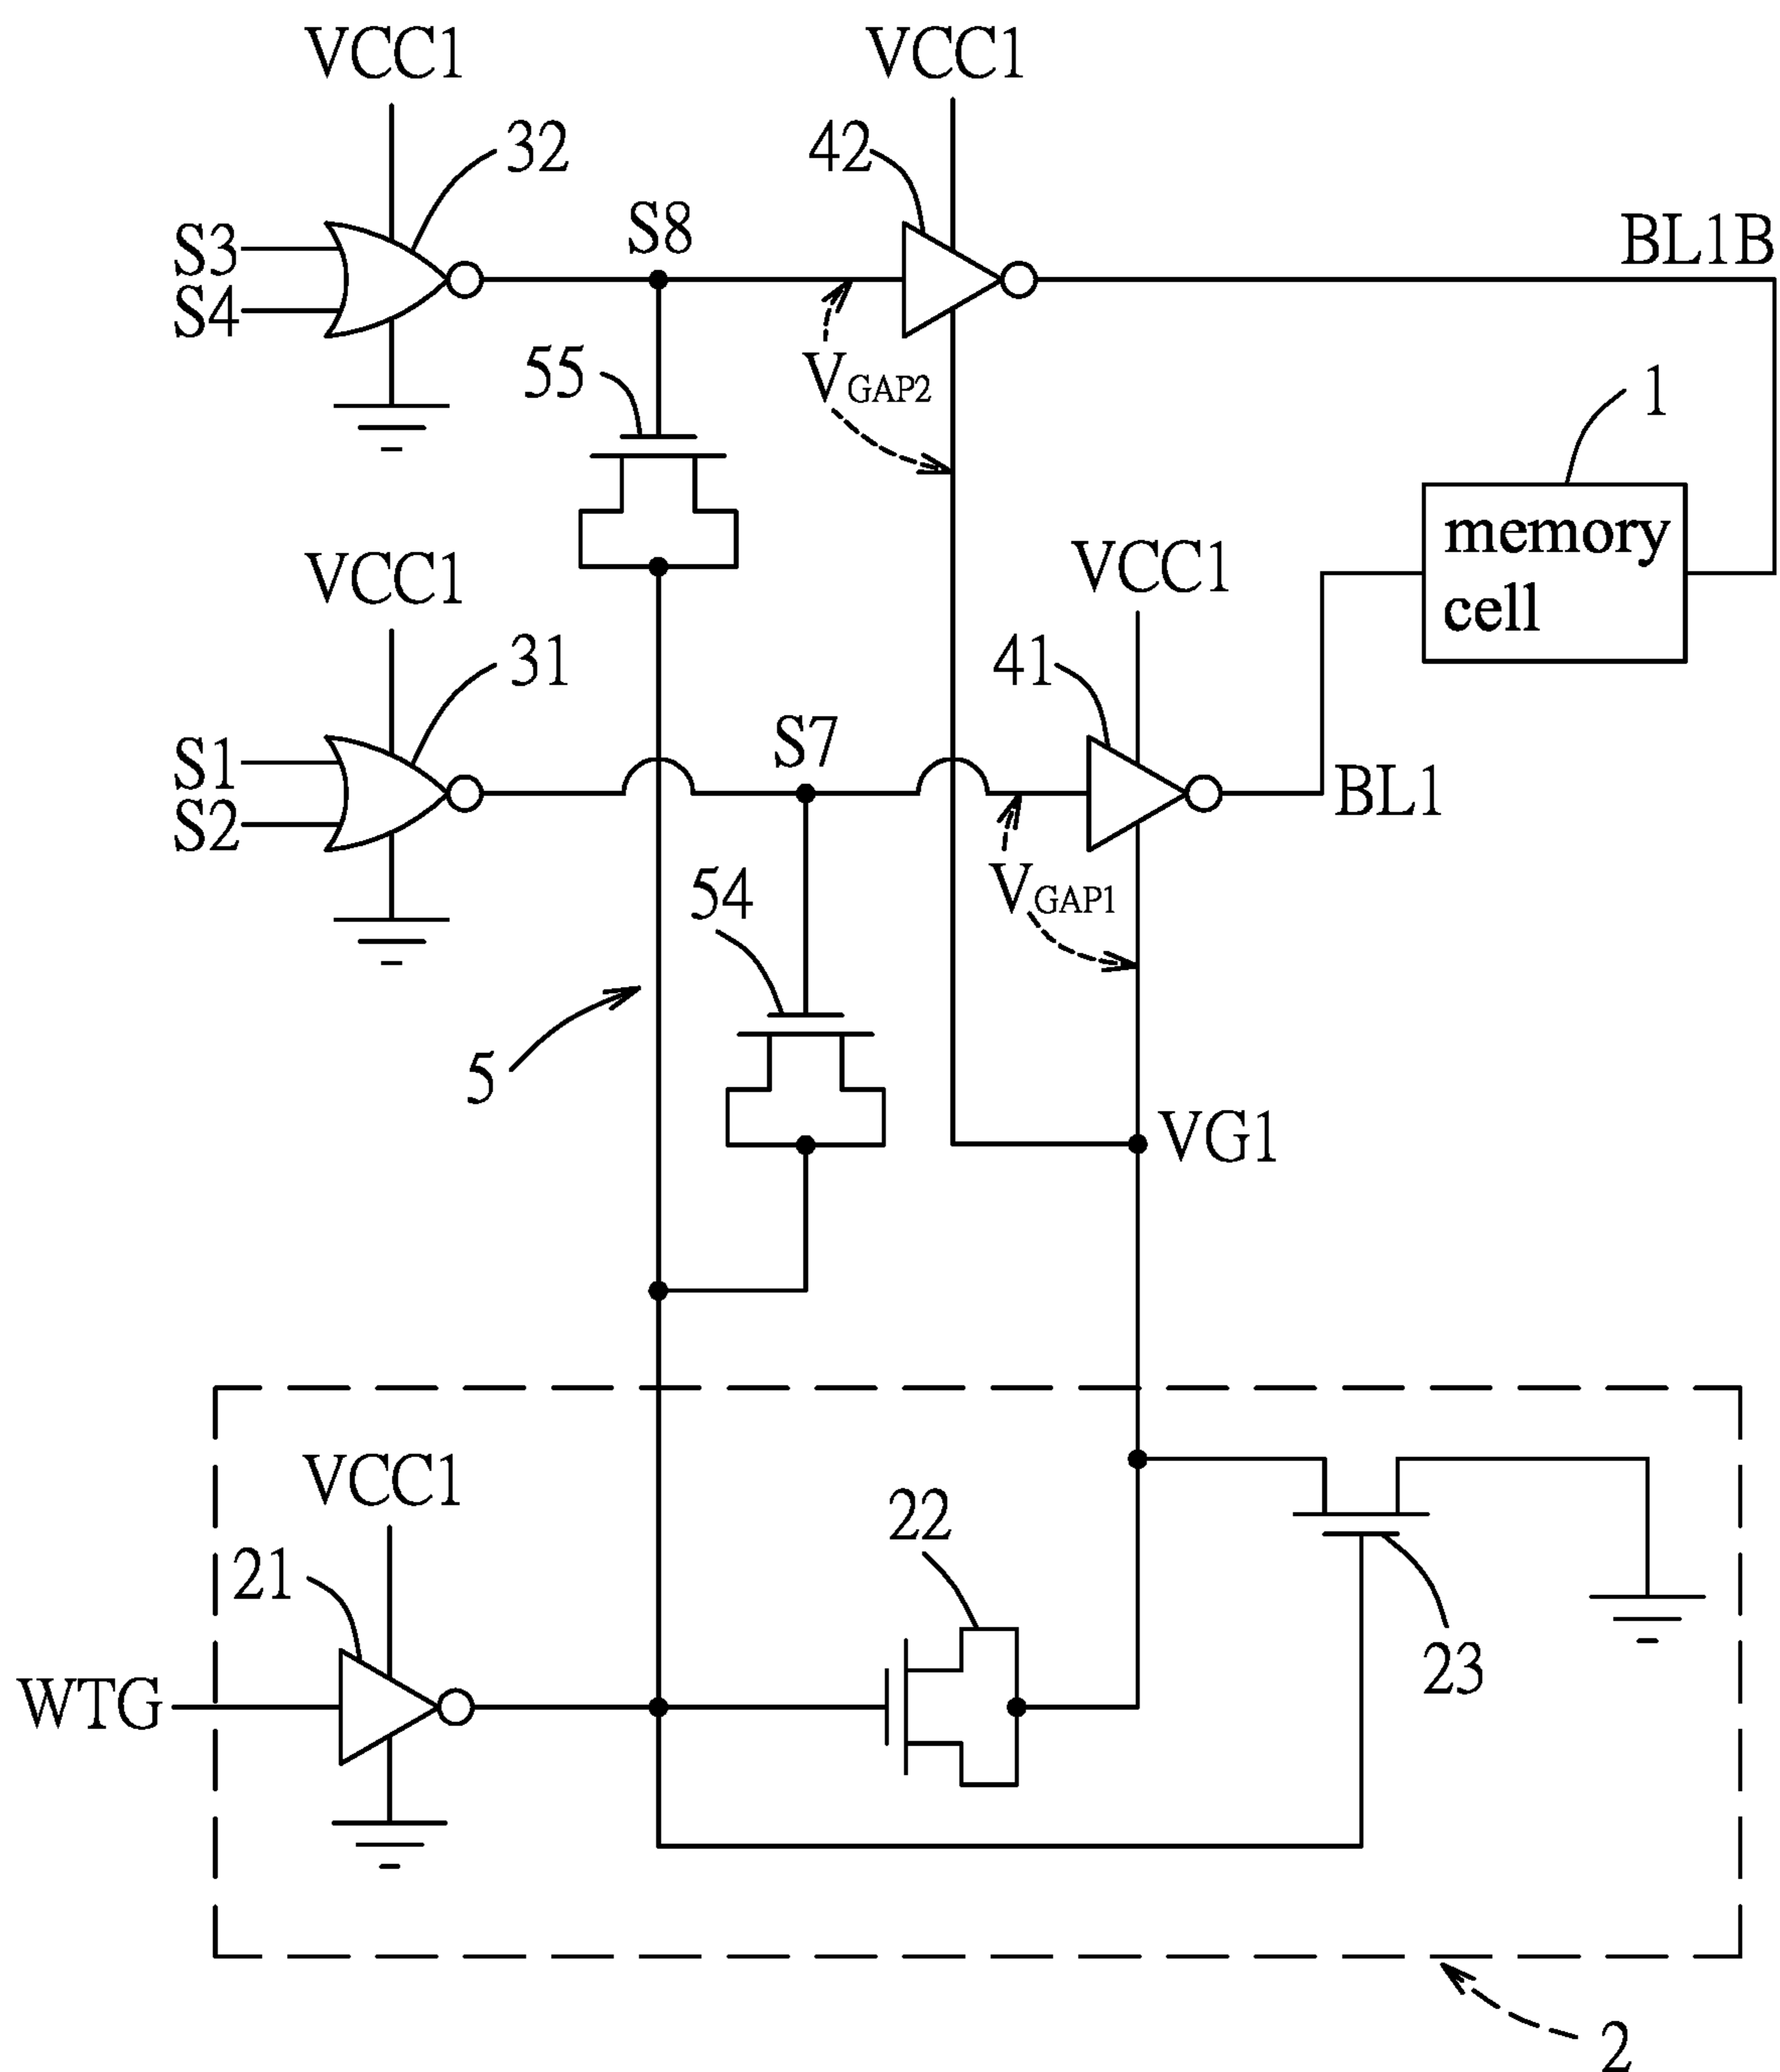 VCC1
VCC1
32
42
S3
S4
S8
BL1B
VGAP2
55
1
memory
cell
VCC1
VCC1
31
41
S1
S2
S7
BL1
VGAP1
54
5
VG1
VCC1
22
21
23
WTG
2